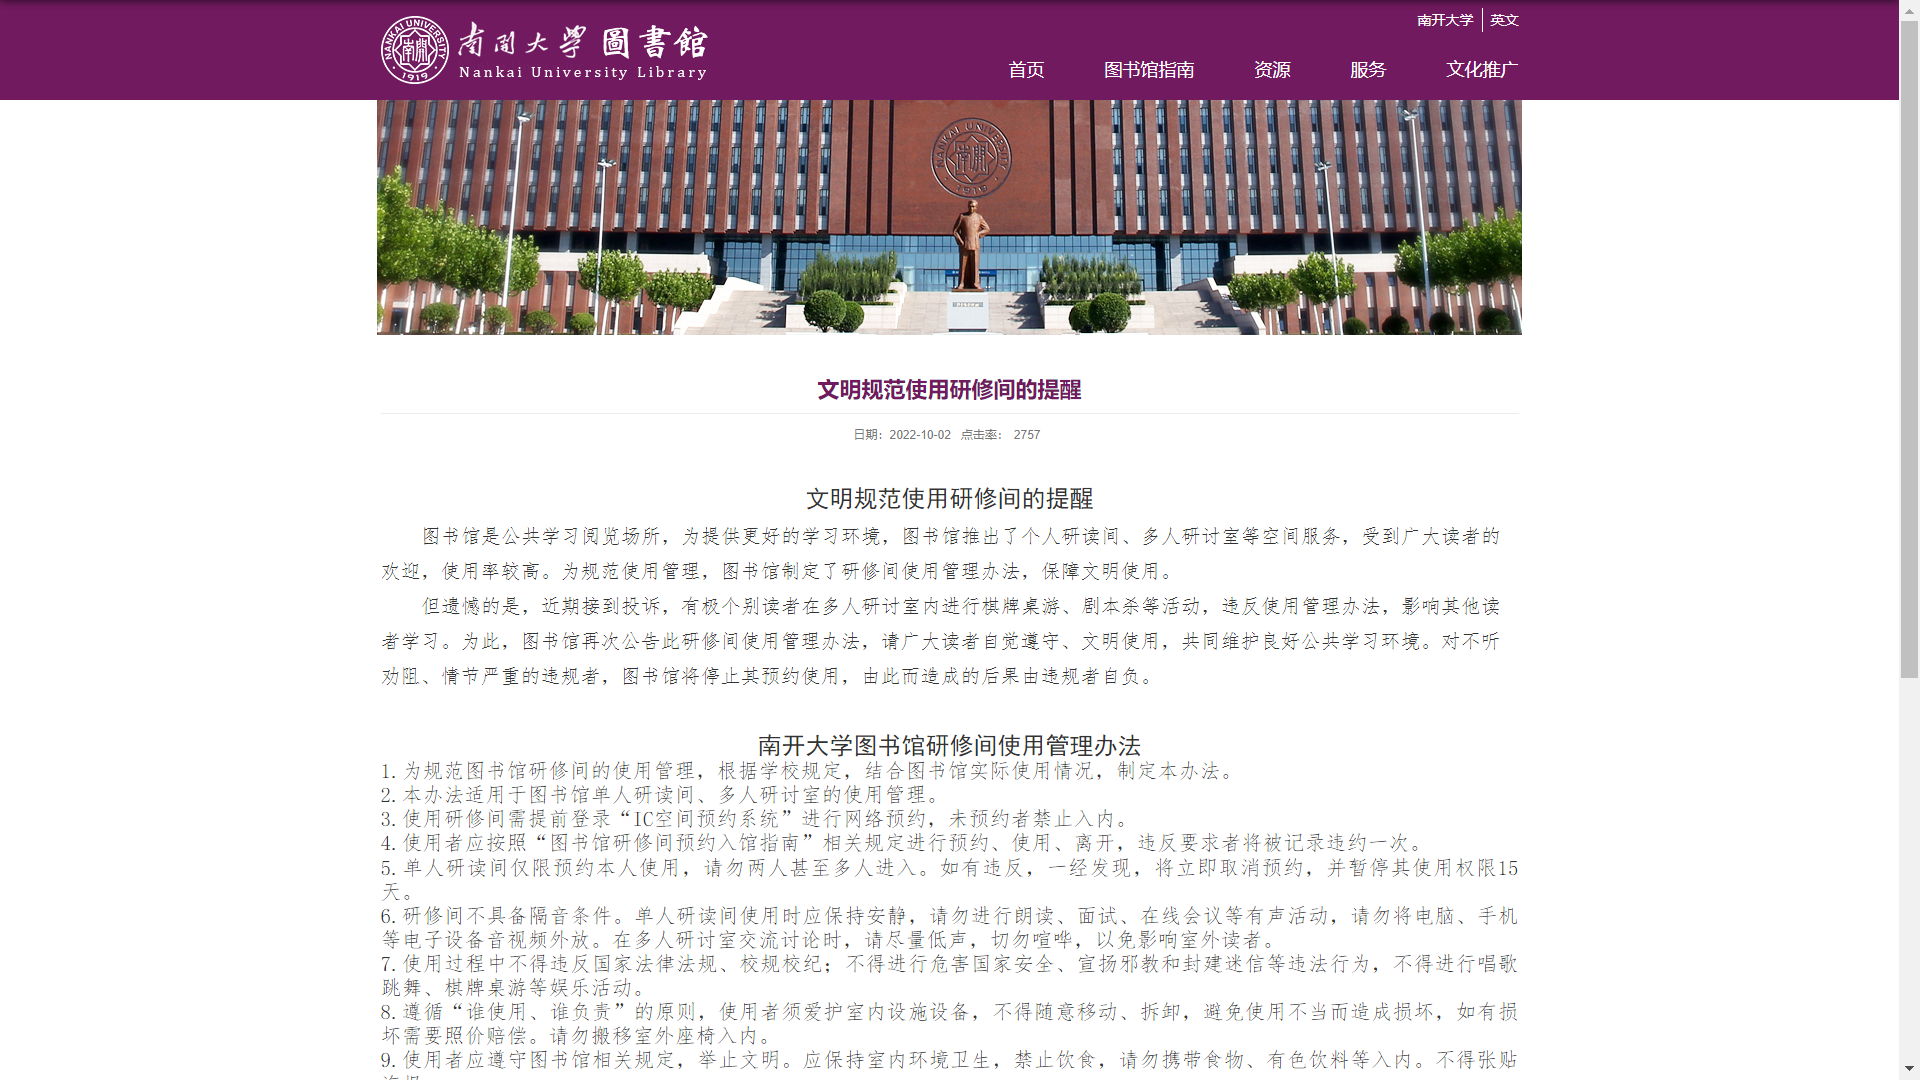 南开大学 英文
NANKAI UNIVERSITY
南開
1919
南開大學 圖書館
Nankai University Library
首页 图书馆指南 资源 服务 文化推广
NANKAI UNIVERSITY
南開
1919
文明规范使用研修间的提醒
日期：2022-10-02 点击率： 2757
文明规范使用研修间的提醒
图书馆是公共学习阅览场所，为提供更好的学习环境，图书馆推出了个人研读间、多人研讨室等空间服务，受到广大读者的
欢迎，使用率较高。为规范使用管理，图书馆制定了研修间使用管理办法，保障文明使用。
但遗憾的是，近期接到投诉，有极个别读者在多人研讨室内进行棋牌桌游、剧本杀等活动，违反使用管理办法，影响其他读
者学习。为此，图书馆再次公告此研修间使用管理办法，请广大读者自觉遵守、文明使用，共同维护良好公共学习环境。对不听
劝阻、情节严重的违规者，图书馆将停止其预约使用，由此而造成的后果由违规者自负。
南开大学图书馆研修间使用管理办法
1. 为规范图书馆研修间的使用管理，根据学校规定，结合图书馆实际使用情况，制定本办法。
2. 本办法适用于图书馆单人研读间、多人研讨室的使用管理。
3. 使用研修间需提前登录“IC空间预约系统”进行网络预约，未预约者禁止入内。
4. 使用者应按照“图书馆研修间预约入馆指南”相关规定进行预约、使用、离开，违反要求者将被记录违约一次。
5. 单人研读间仅限预约本人使用，请勿两人甚至多人进入。如有违反，一经发现，将立即取消预约，并暂停其使用权限15
天。
6. 研修间不具备隔音条件。单人研读间使用时应保持安静，请勿进行朗读、面试、在线会议等有声活动，请勿将电脑、手机
等电子设备音视频外放。在多人研讨室交流讨论时，请尽量低声，切勿喧哗，以免影响室外读者。
7. 使用过程中不得违反国家法律法规、校规校纪；不得进行危害国家安全、宣扬邪教和封建迷信等违法行为，不得进行唱歌
跳舞、棋牌桌游等娱乐活动。
8. 遵循“谁使用、谁负责”的原则，使用者须爱护室内设施设备，不得随意移动、拆卸，避免使用不当而造成损坏，如有损
坏需要照价赔偿。请勿搬移室外座椅入内。
9. 使用者应遵守图书馆相关规定，举止文明。应保持室内环境卫生，禁止饮食，请勿携带食物、有色饮料等入内。不得张贴